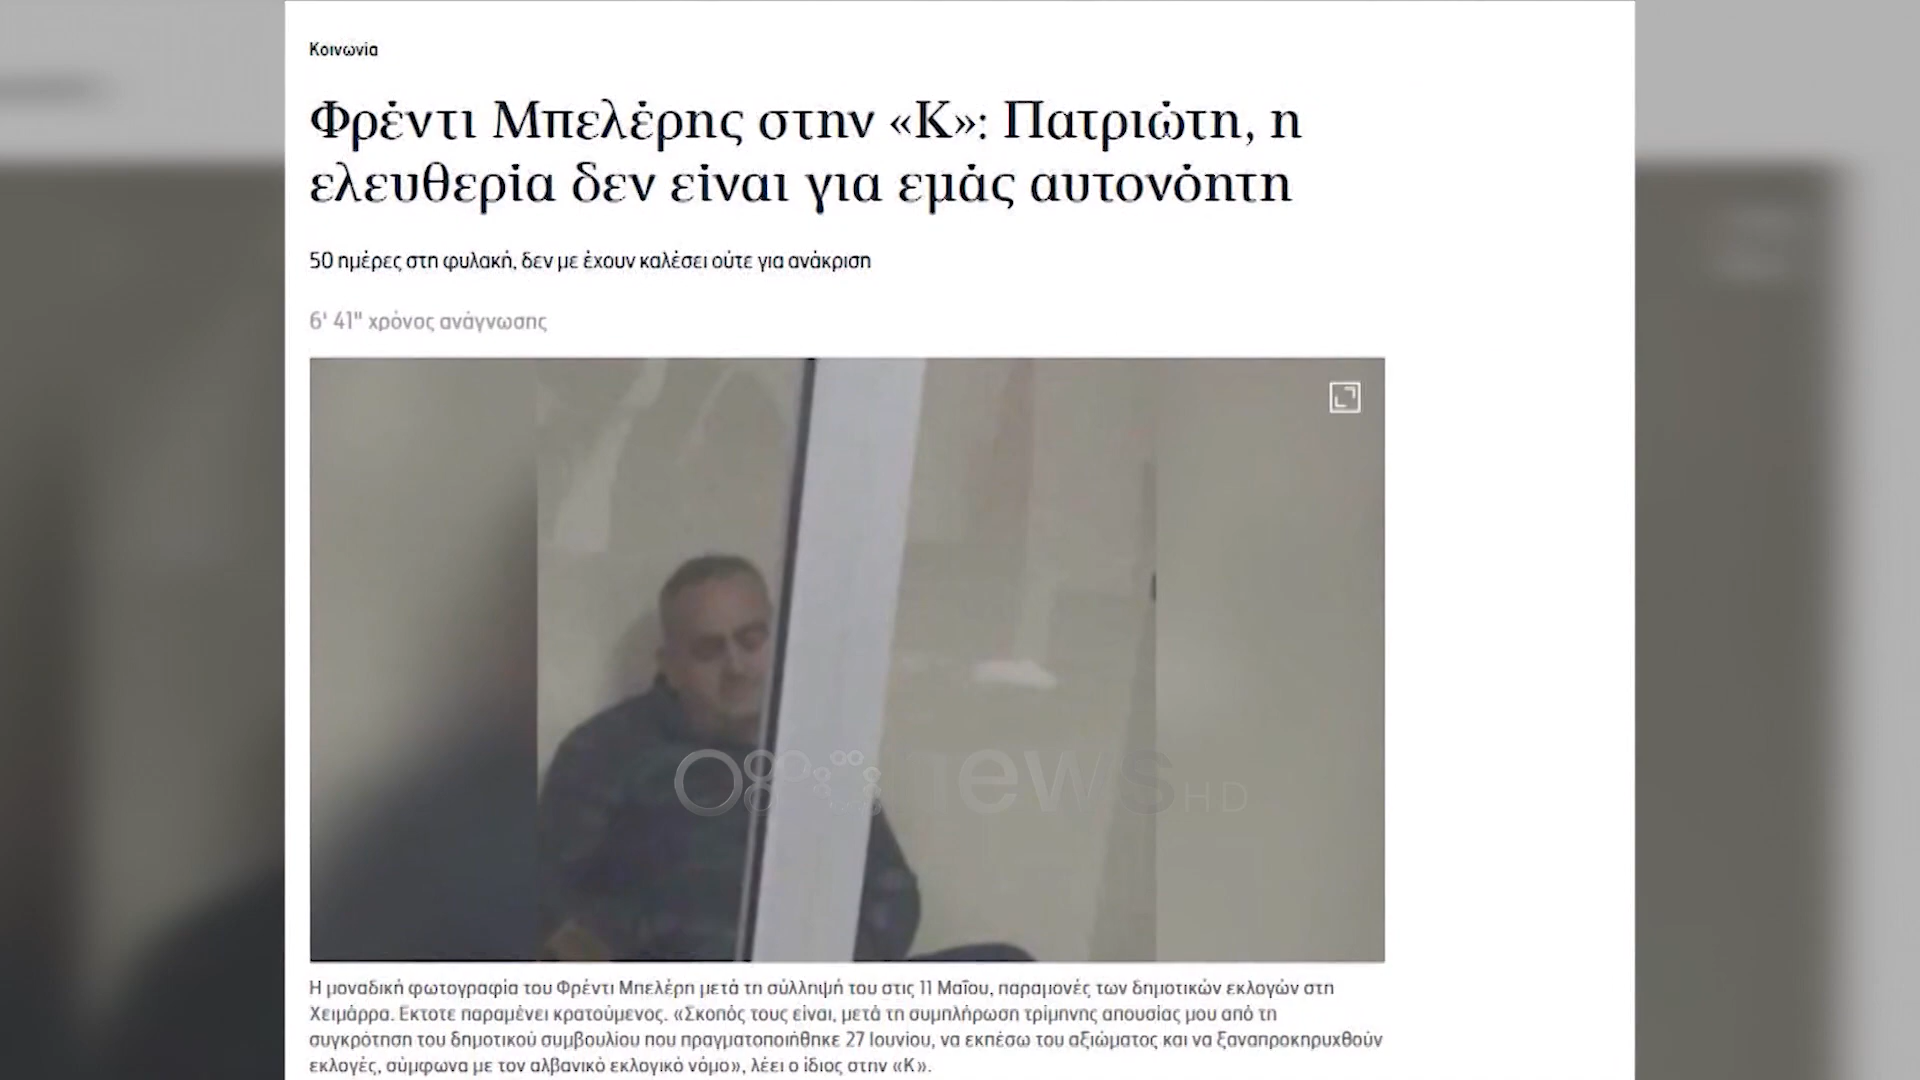 Κοινωνία
Φρέντι Μπελέρης στην «Κ»: Πατριώτη, η
ελευθερία δεν είναι για εμάς αυτονόητη
50 ημέρες στη φυλακή, δεν με έχουν καλέσει ούτε για ανάκριση
6' 41" χρόνος ανάγνωσης
news HD
Η μοναδική φωτογραφία του Φρέντι Μπελέρη μετά τη σύλληψή του στις 11 Μαΐου, παραμονές των δημοτικών εκλογών στη
Χειμάρρα. Εκτοτε παραμένει κρατούμενος. «Σκοπός τους είναι, μετά τη συμπλήρωση τρίμηνης απουσίας μου από τη
συγκρότηση του δημοτικού συμβουλίου που πραγματοποιήθηκε 27 Ιουνίου, να εκπέσω του αξιώματος και να ξαναπροκηρυχθούν
εκλογές, σύμφωνα με τον αλβανικό εκλογικό νόμο», λέει ο ίδιος στην «Κ».